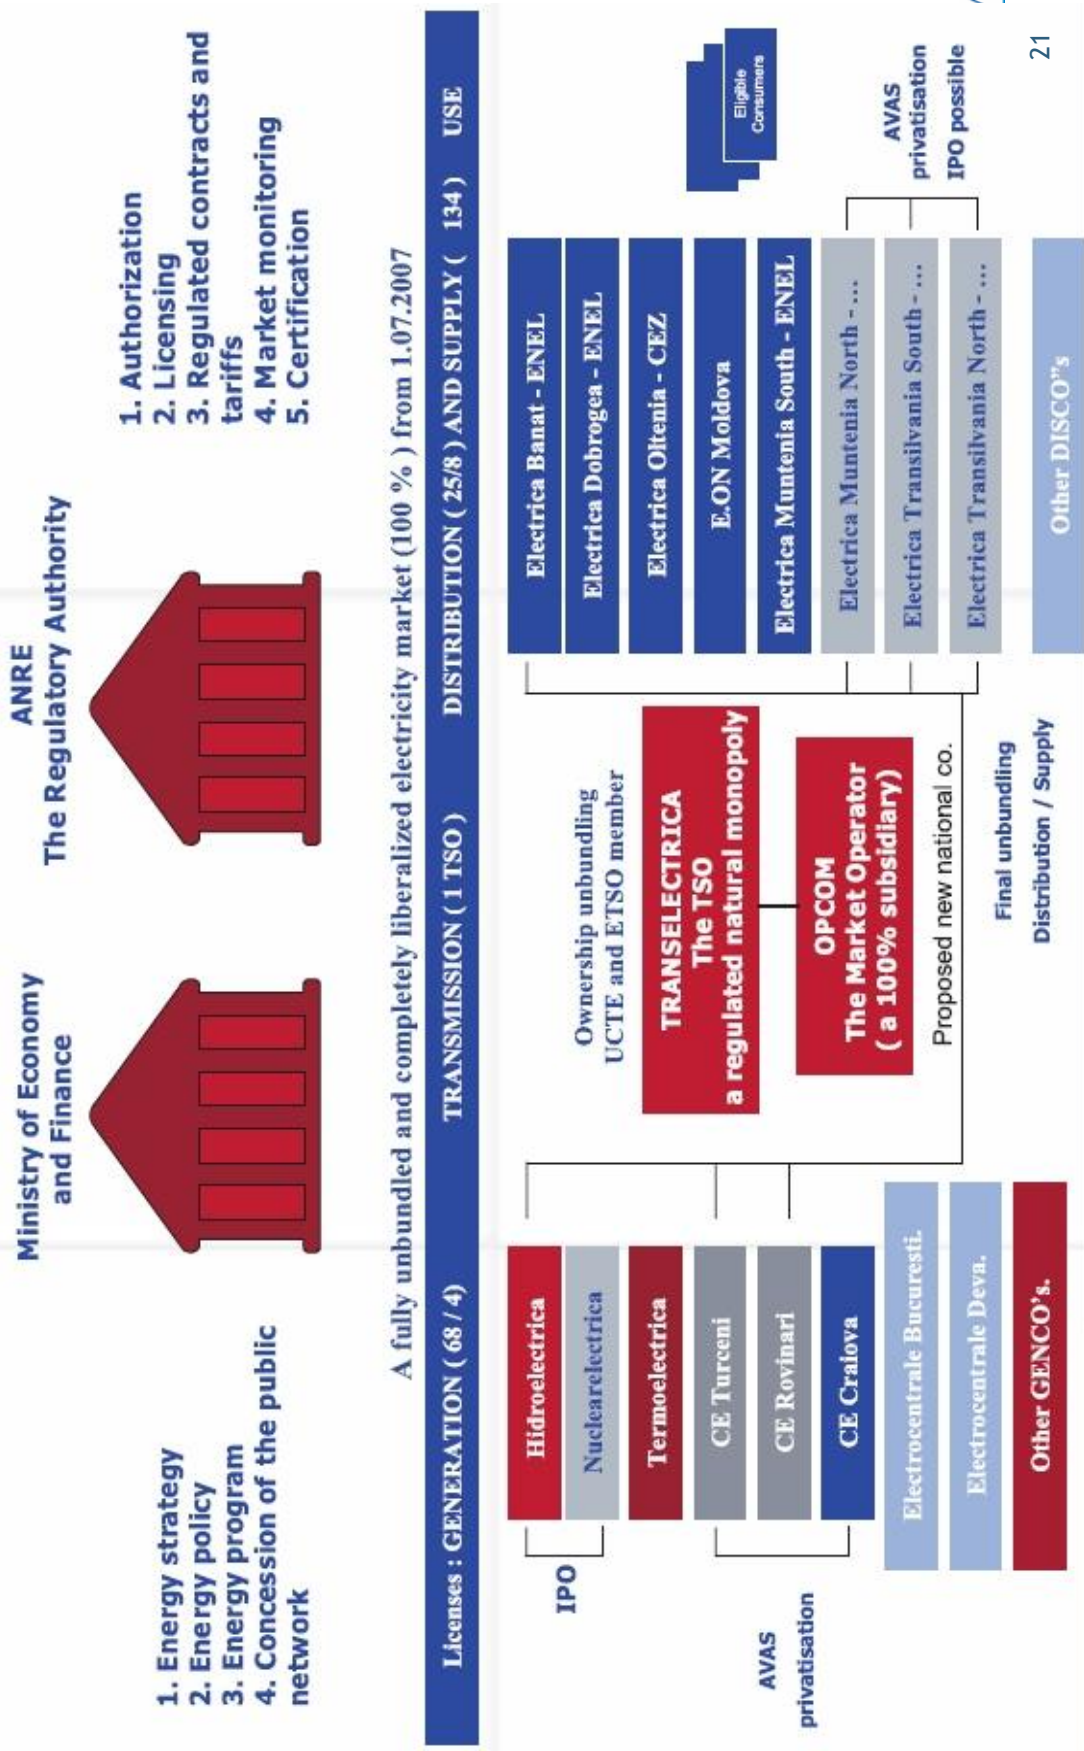 Ministry of Economy
and Finance
ANRE
The Regulatory Authority
1. Energy strategy
2. Energy policy
3. Energy program
4. Concession of the public
network
1. Authorization
2. Licensing
3. Regulated contracts and
tariffs
4. Market monitoring
5. Certification
A fully unbundled and completely liberalized electricity market (100 % ) from 1.07.2007
Licenses : GENERATION ( 68 / 4) TRANSMISSION ( 1 TSO ) DISTRIBUTION ( 25/8 ) AND SUPPLY ( 134 ) USE
IPO
AVAS
privatisation
Hidroelectrica
Nuclearelectrica
Termoelectrica
CE Turceni
CE Rovinari
CE Craiova
Electrocentrale Bucuresti.
Electrocentrale Deva.
Other GENCO's.
Ownership unbundling
UCTE and ETSO member
TRANSELECTRICA
The TSO
a regulated natural monopoly
OPCOM
The Market Operator
( a 100% subsidiary)
Proposed new national co.
Final unbundling
Distribution / Supply
Electrica Banat - ENEL
Electrica Dobrogea - ENEL
Electrica Oltenia - CEZ
E.ON Moldova
Electrica Muntenia South - ENEL
Electrica Muntenia North - ...
Electrica Transilvania South - ...
Electrica Transilvania North - ...
Other DISCO"s
Eligible
Consumers
AVAS
privatisation
IPO possible
21